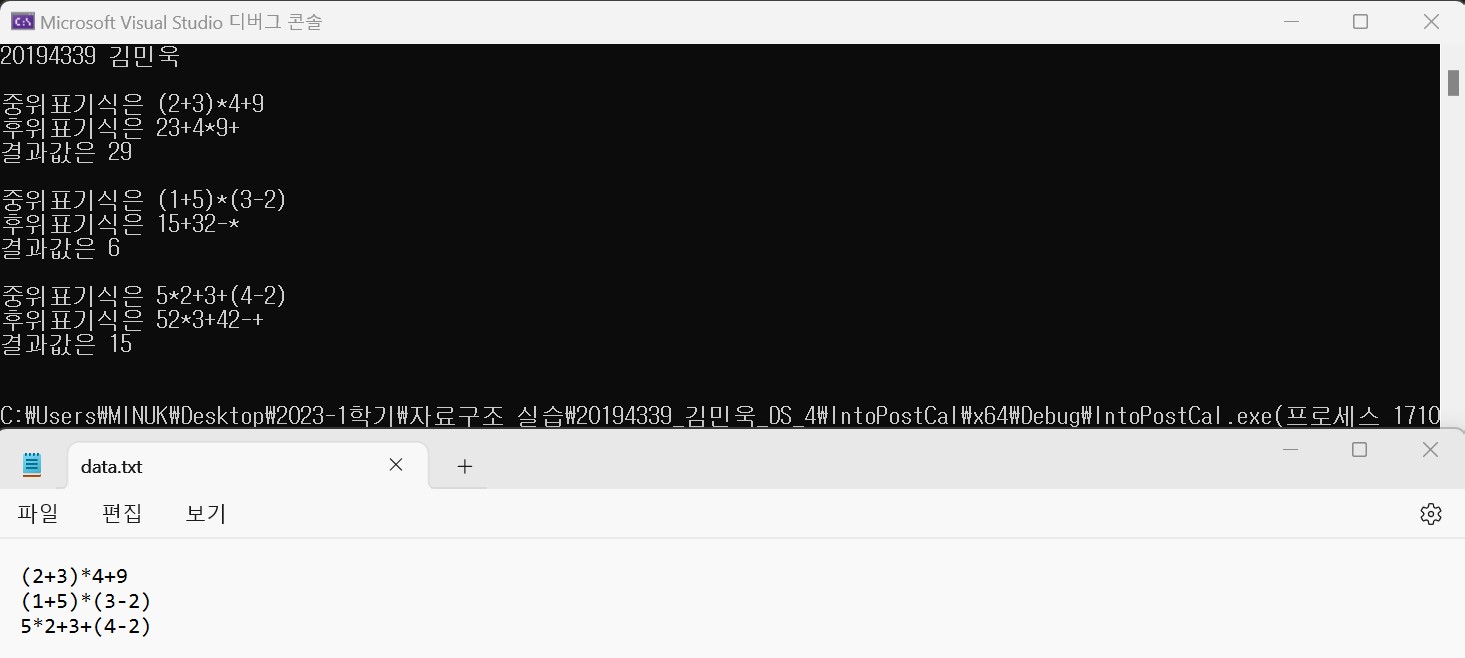 Microsoft Visual Studio 디버그 콘솔
20194339 김민욱
중위표기식은 (2+3)*4+9
후위표기식은 23+4*9+
결과값은 29
중위표기식은 (1+5)*(3-2)
후위표기식은 15+32-*
결과값은 6
중위표기식은 5*2+3+(4-2)
후위표기식은 52*3+42-+
결과값은 15
C:₩Users₩MINUK₩Desktop₩2023-1학기₩자료구조 실습₩20194339_김민욱_DS_4₩IntoPostCal₩x64₩Debug₩IntoPostCal.exe(프로세스 1710
data.txt
파일 편집 보기
(2+3)*4+9
(1+5)*(3-2)
5*2+3+(4-2)